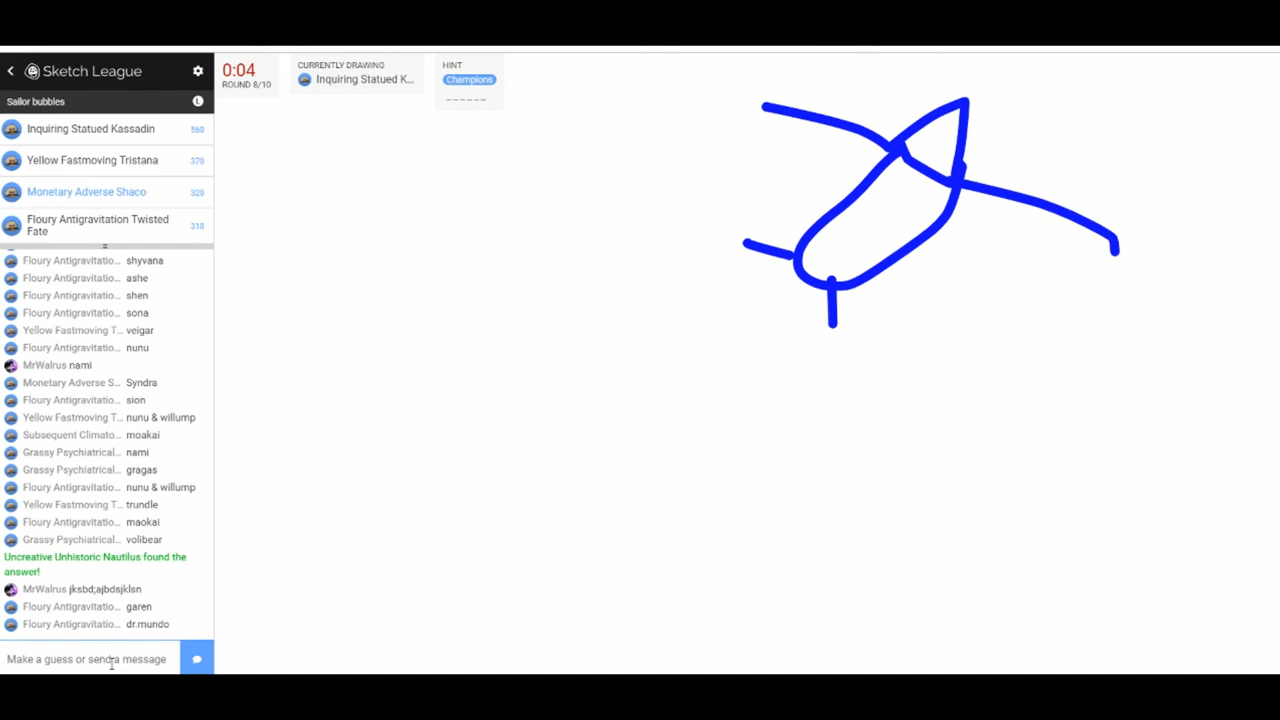 Sketch League
Sailor bubbles
L
Inquiring Statued Kassadin 560
Yellow Fastmoving Tristana 370
Monetary Adverse Shaco 320
Floury Antigravitation Twisted
Fate 310
Floury Antigravitatio... shyvana
Floury Antigravitatio... ashe
Floury Antigravitatio... shen
Floury Antigravitatio... sona
Yellow Fastmoving T... veigar
Floury Antigravitatio... nunu
MrWalrus nami
Monetary Adverse S... Syndra
Floury Antigravitatio... sion
Yellow Fastmoving T... nunu & willump
Subsequent Climato... moakai
Grassy Psychiatrical... nami
Grassy Psychiatrical... gragas
Floury Antigravitatio... nunu & willump
Yellow Fastmoving T... trundle
Floury Antigravitatio... maokai
Grassy Psychiatrical... volibear
Uncreative Unhistoric Nautilus found the
answer!
MrWalrus jksbd;ajbdsjklsn
Floury Antigravitatio... garen
Floury Antigravitatio... dr.mundo
Make a guess or send a message
0:04
ROUND 8/10
CURRENTLY DRAWING
Inquiring Statued K...
HINT
Champions
______